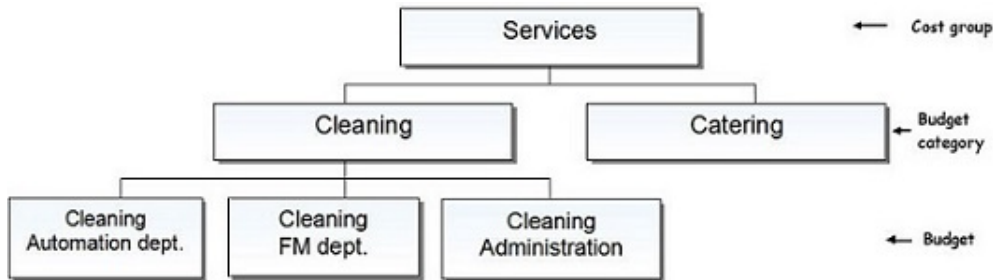 Services
Cost group
Cleaning
Catering
Budget
category
Cleaning
Automation dept.
Cleaning
FM dept.
Cleaning
Administration
Budget